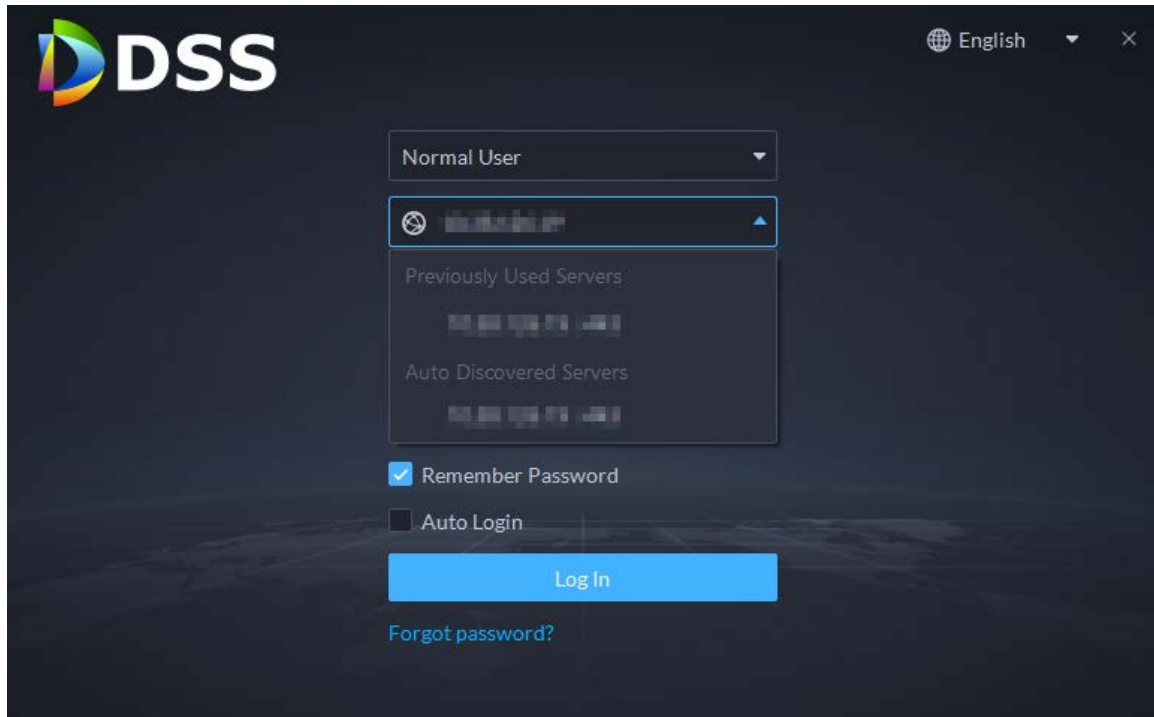 DSS
English
Normal User
Previously Used Servers
Auto Discovered Servers
Remember Password
Auto Login
Log In
Forgot password?